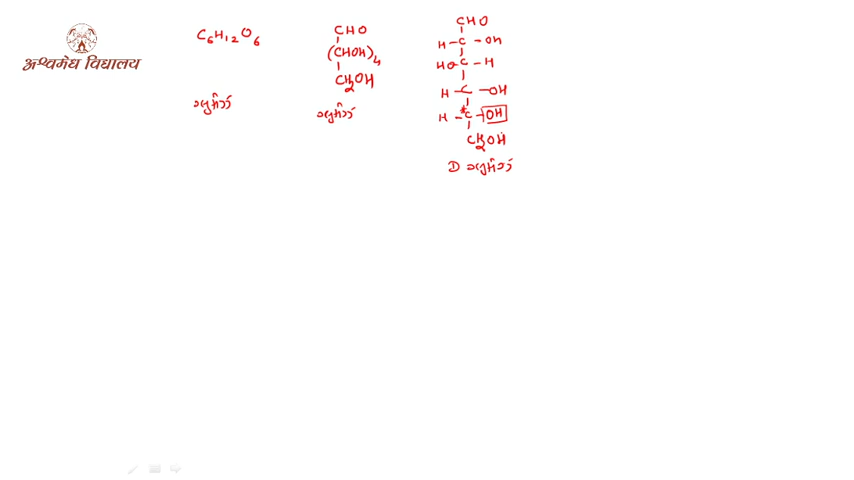 अश्वमेध विद्यालय
C6H12O6
ગ્લુકોઝ
CHO
(CHOH)4
CH2OH
ગ્લુકોઝ
CHO
H-C-OH
HO-C-H
H-C-OH
H-*C-OH
CH2OH
D ગ્લુકોઝ